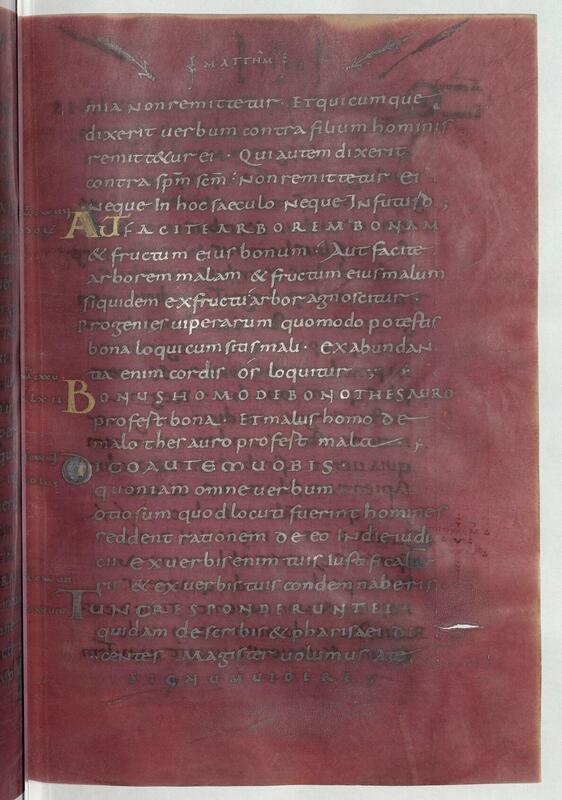 MATTHM
mia non remittetur · Et quicumque
dixerit uerbum contra filium hominis
remitt&ur ei · Qui autem dixerit
contra spm scm · Non remittetur ei
Neque In hoc saeculo Neque In futuro ;
AUT FACITE ARBOREM BONAM
& fructum eius bonum · Aut facite
arborem malam & fructum eius malum
siquidem ex fructu arbor agnoscitur ·
Progenies uiperarum quomodo potestis
bona loqui cum sitis mali · Ex abundan
tia enim cordis os loquitur
BONUS HOMO DE BONO THESAURO
profest bona · Et malus homo de
malo thesauro profest mala
DICO AUTEM UOBIS
quoniam omne uerbum
otiosum quod locuti fuerint homines
reddent rationem de eo In die iudi
cii Ex uerbis enim tuis Iustificabe
ris & ex uerbis tuis condemnaberis
TUNC RESPONDERUNT EI
quidam de scribis & pharisaei di
centes Magister uolumus a te
SIGNUM UIDERE ;